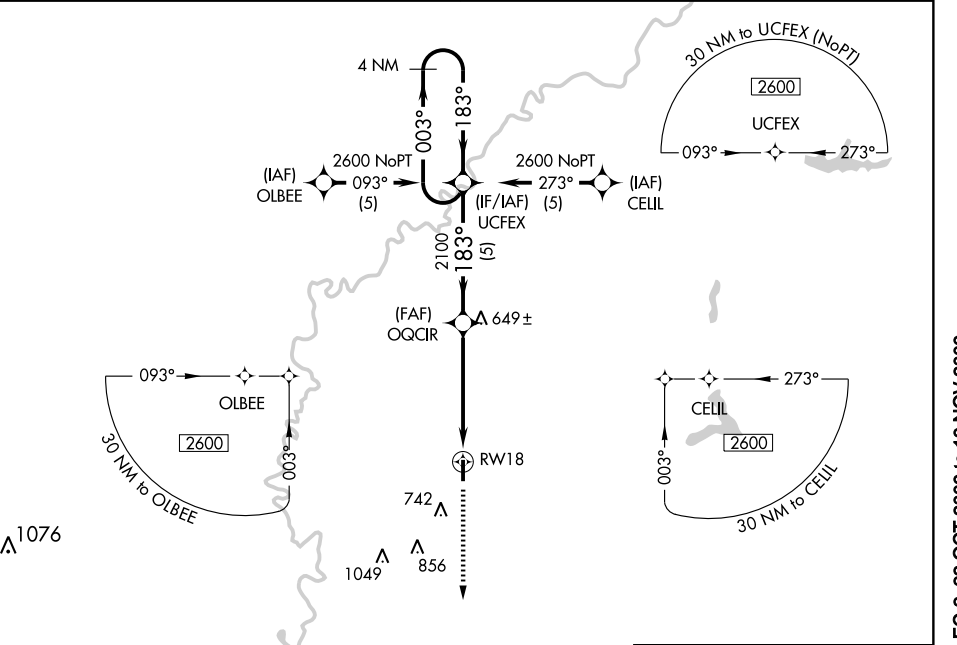 30 NM to UCFEX (NoPT)
2600
UCFEX
093°
273°
4 NM
003°
183°
(IAF)
OLBEE
2600 NoPT
093°
(5)
2600 NoPT
273°
(5)
(IAF)
CELIL
(IF/IAF)
UCFEX
2100
183°
(5)
(FAF)
OQCIR
649 ±
093°
OLBEE
2600
003°
30 NM to OLBEE
273°
CELIL
2600
003°
30 NM to CELIL
RW18
742
856
1049
1076